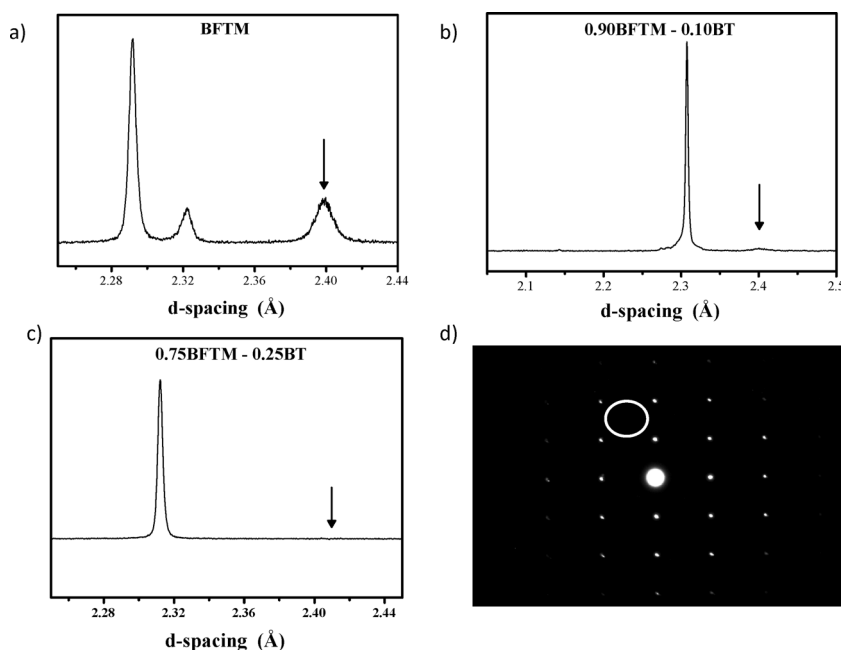 a)
BFTM
2.28 2.32 2.36 2.40 2.44
d-spacing (Å)
b)
0.90BFTM - 0.10BT
2.1 2.2 2.3 2.4 2.5
d-spacing (Å)
c)
0.75BFTM - 0.25BT
2.28 2.32 2.36 2.40 2.44
d-spacing (Å)
d)